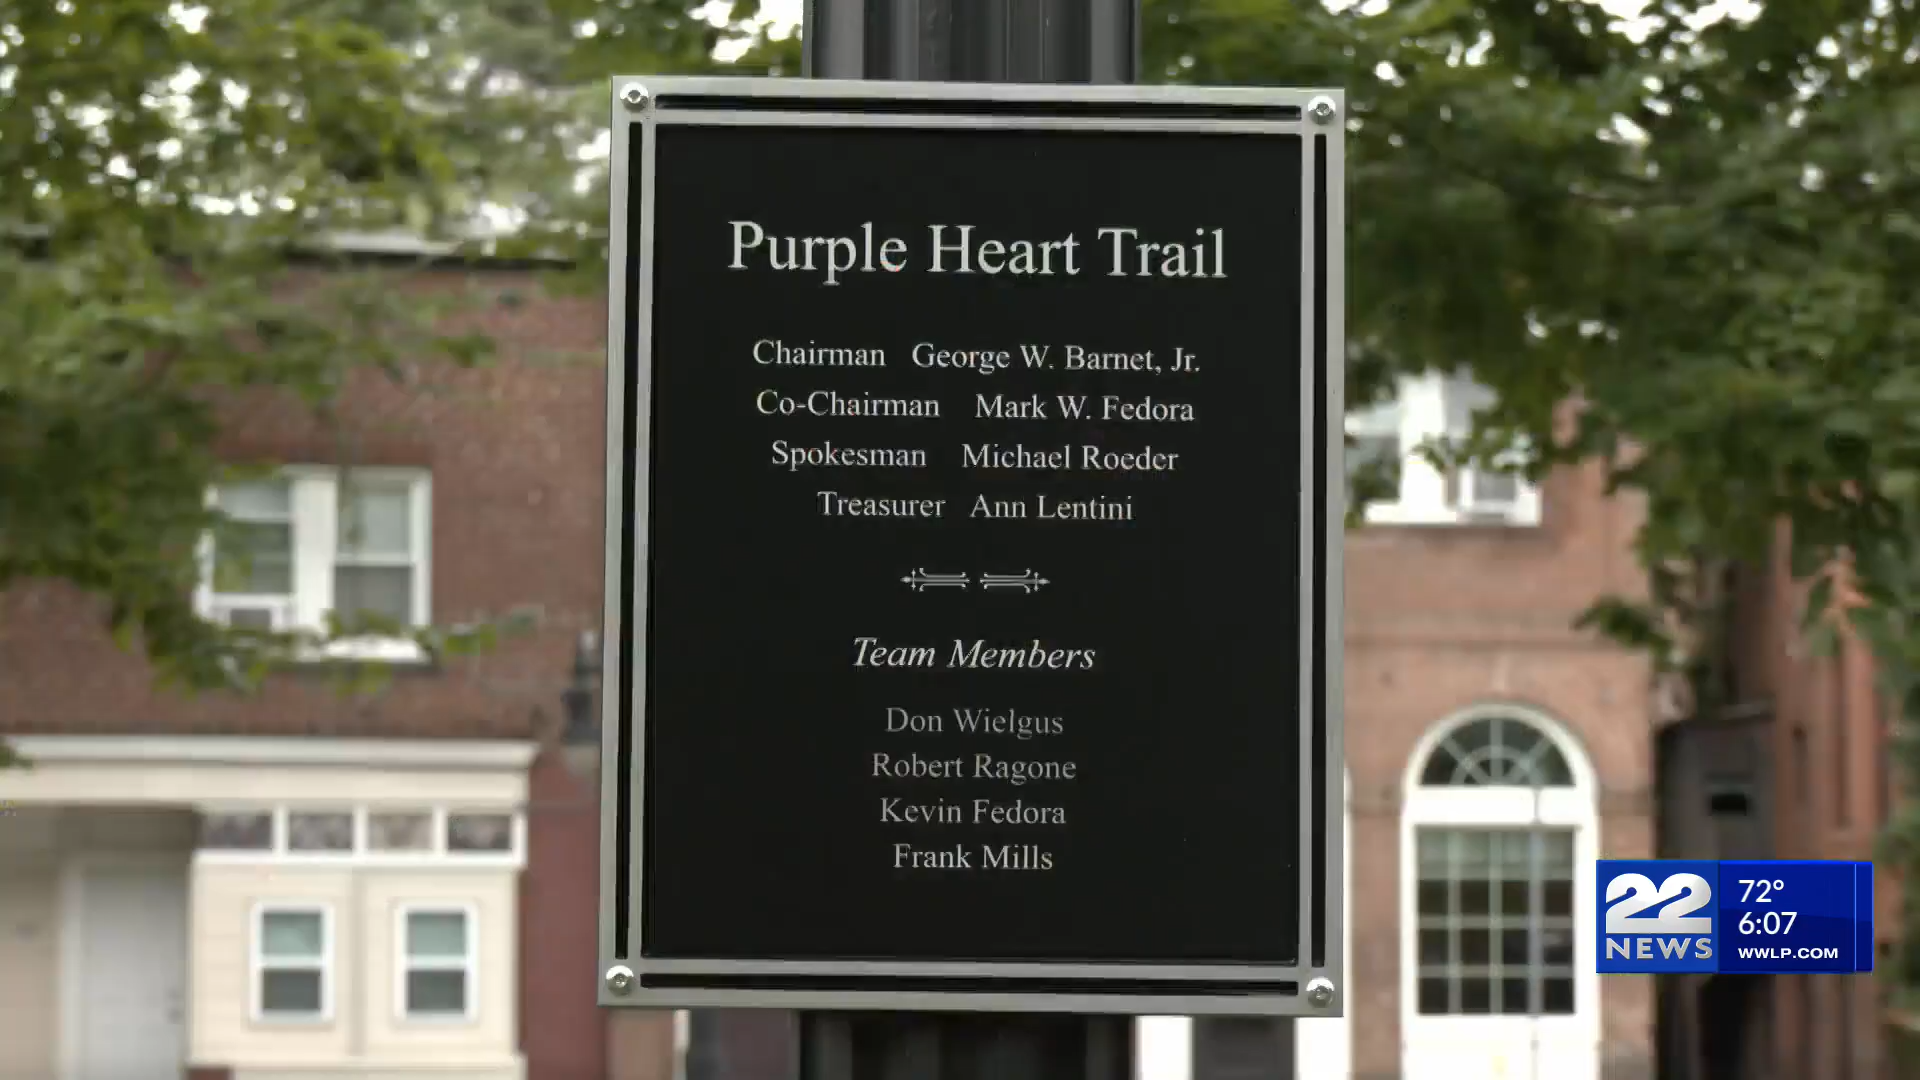 Purple Heart Trail
Chairman George W. Barnet, Jr.
Co-Chairman Mark W. Fedora
Spokesman Michael Roeder
Treasurer Ann Lentini
Team Members
Don Wielgus
Robert Ragone
Kevin Fedora
Frank Mills
22 NEWS
72°
6:07
WWLP.COM